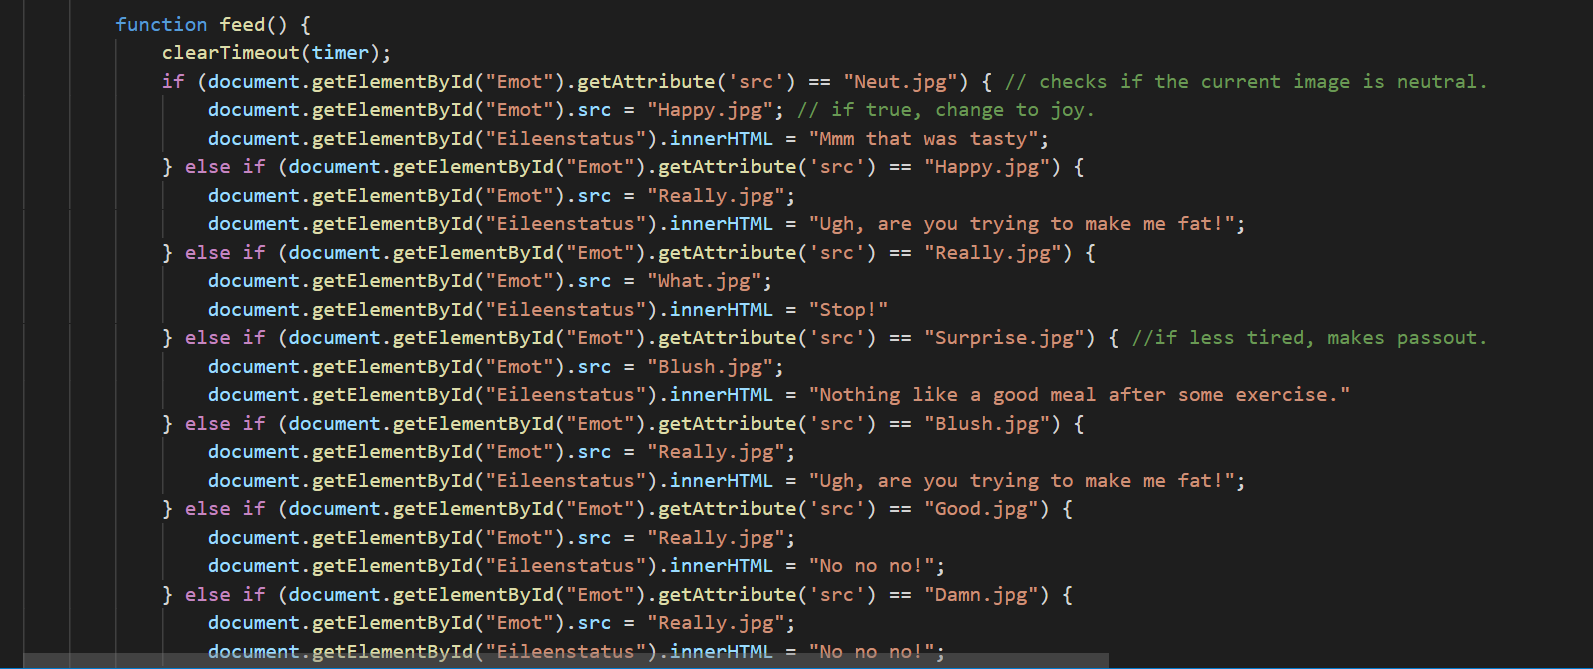 function feed() {
clearTimeout(timer);
if (document.getElementById("Emot").getAttribute('src') == "Neut.jpg") { // checks if the current image is neutral.
document.getElementById("Emot").src = "Happy.jpg"; // if true, change to joy.
document.getElementById("Eileenstatus").innerHTML = "Mmm that was tasty";
} else if (document.getElementById("Emot").getAttribute('src') == "Happy.jpg") {
document.getElementById("Emot").src = "Really.jpg";
document.getElementById("Eileenstatus").innerHTML = "Ugh, are you trying to make me fat!";
} else if (document.getElementById("Emot").getAttribute('src') == "Really.jpg") {
document.getElementById("Emot").src = "What.jpg";
document.getElementById("Eileenstatus").innerHTML = "Stop!"
} else if (document.getElementById("Emot").getAttribute('src') == "Surprise.jpg") { //if less tired, makes passout.
document.getElementById("Emot").src = "Blush.jpg";
document.getElementById("Eileenstatus").innerHTML = "Nothing like a good meal after some exercise."
} else if (document.getElementById("Emot").getAttribute('src') == "Blush.jpg") {
document.getElementById("Emot").src = "Really.jpg";
document.getElementById("Eileenstatus").innerHTML = "Ugh, are you trying to make me fat!";
} else if (document.getElementById("Emot").getAttribute('src') == "Good.jpg") {
document.getElementById("Emot").src = "Really.jpg";
document.getElementById("Eileenstatus").innerHTML = "No no no!";
} else if (document.getElementById("Emot").getAttribute('src') == "Damn.jpg") {
document.getElementById("Emot").src = "Really.jpg";
document.getElementById("Eileenstatus").innerHTML = "No no no!";